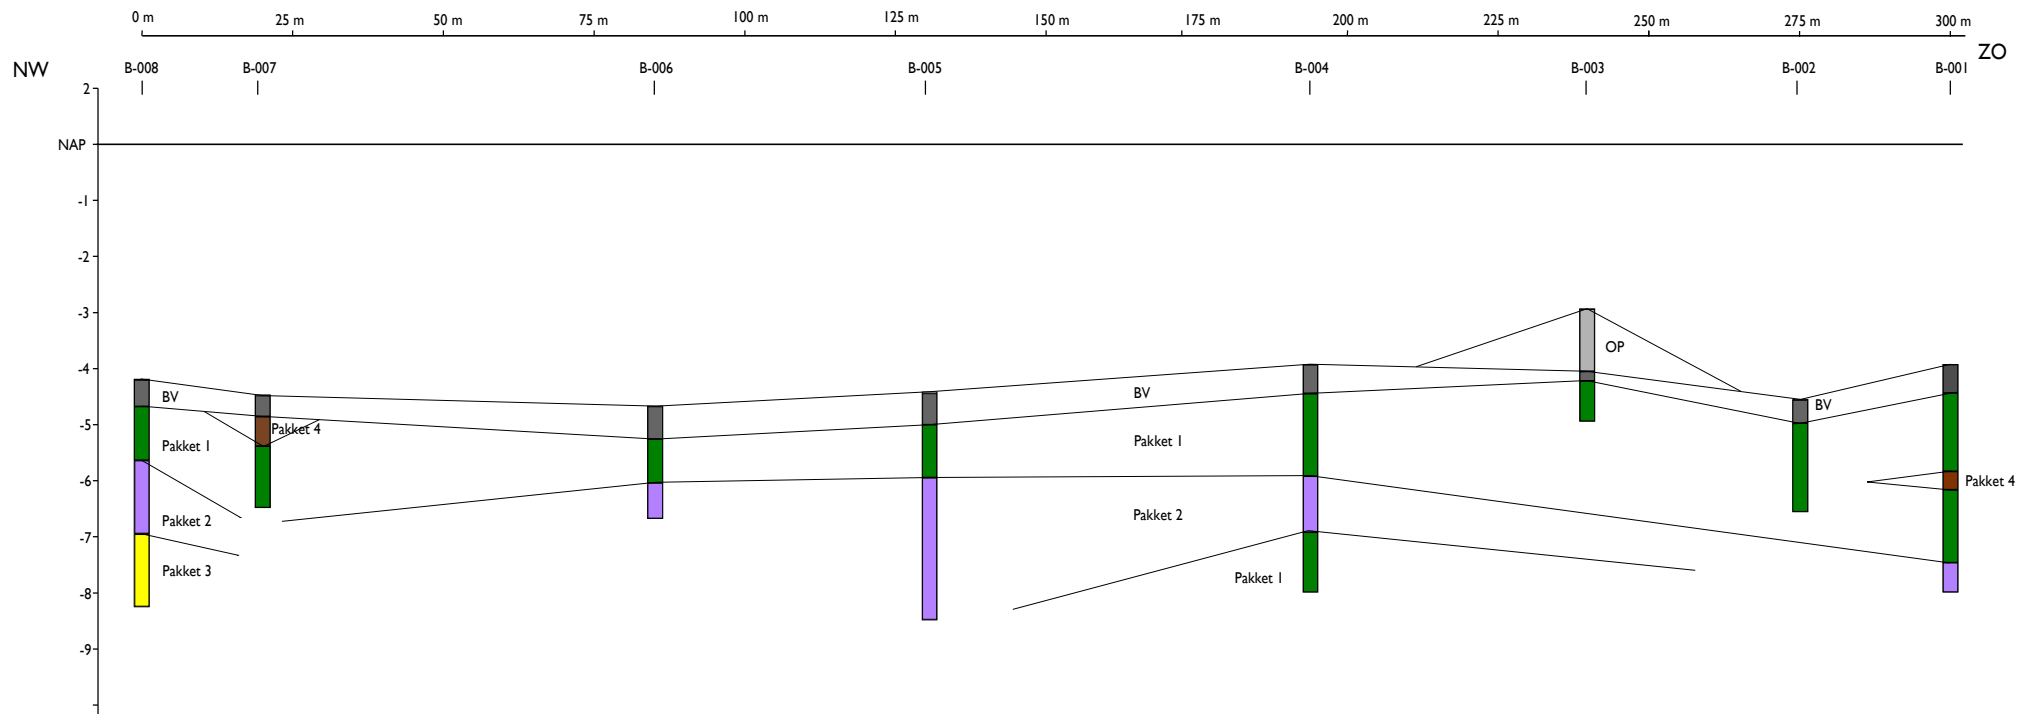 0 m 25 m 50 m 75 m 100 m 125 m 150 m 175 m 200 m 225 m 250 m 275 m 300 m
NW ZO
B-008 B-007 B-006 B-005 B-004 B-003 B-002 B-001
2
NAP
-1
-2
-3
OP
-4
BV BV BV
-5
Pakket 4
Pakket 1 Pakket 1
-6
Pakket 4
Pakket 2 Pakket 2
-7
Pakket 3 Pakket 1
-8
-9